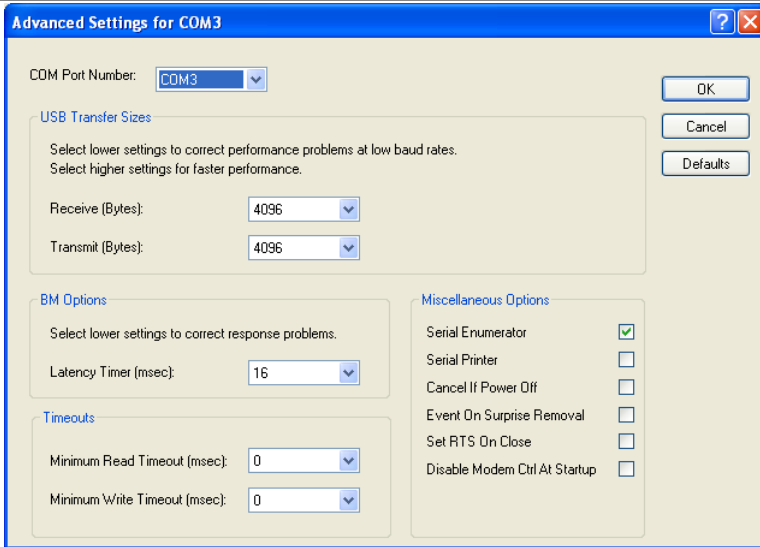 Advanced Settings for COM3
COM Port Number: COM3
OK
Cancel
Defaults
USB Transfer Sizes
Select lower settings to correct performance problems at low baud rates.
Select higher settings for faster performance.
Receive (Bytes): 4096
Transmit (Bytes): 4096
BM Options
Select lower settings to correct response problems.
Latency Timer (msec): 16
Timeouts
Minimum Read Timeout (msec): 0
Minimum Write Timeout (msec): 0
Miscellaneous Options
Serial Enumerator
Serial Printer
Cancel If Power Off
Event On Surprise Removal
Set RTS On Close
Disable Modem Ctrl At Startup